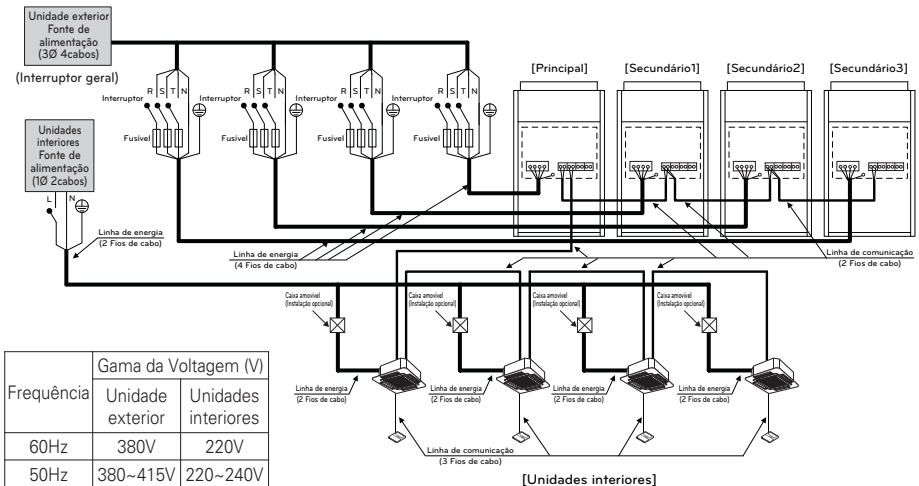 Unidade exterior
Fonte de
alimentação
(3Ø 4cabos)
(Interruptor geral)
R S T N
Interruptor
Fusível
R S T N
Interruptor
Fusível
R S T N
Interruptor
Fusível
R S T N
Interruptor
Fusível
[Principal]
[Secundário1]
[Secundário2]
[Secundário3]
Unidades
interiores
Fonte de
alimentação
(1Ø 2cabos)
L N
Linha de energia
(2 Fios de cabo)
Linha de energia
(4 Fios de cabo)
Linha de comunicação
(2 Fios de cabo)
Caixa amovível
(Instalação opcional)
Caixa amovível
(Instalação opcional)
Caixa amovível
(Instalação opcional)
Caixa amovível
(Instalação opcional)
Linha de energia
(2 Fios de cabo)
Linha de energia
(2 Fios de cabo)
Linha de energia
(2 Fios de cabo)
Linha de energia
(2 Fios de cabo)
Linha de comunicação
(3 Fios de cabo)
[Unidades interiores]
Frequência
Gama da Voltagem (V)
Unidade
exterior
Unidades
interiores
60Hz 380V 220V
50Hz 380~415V 220~240V